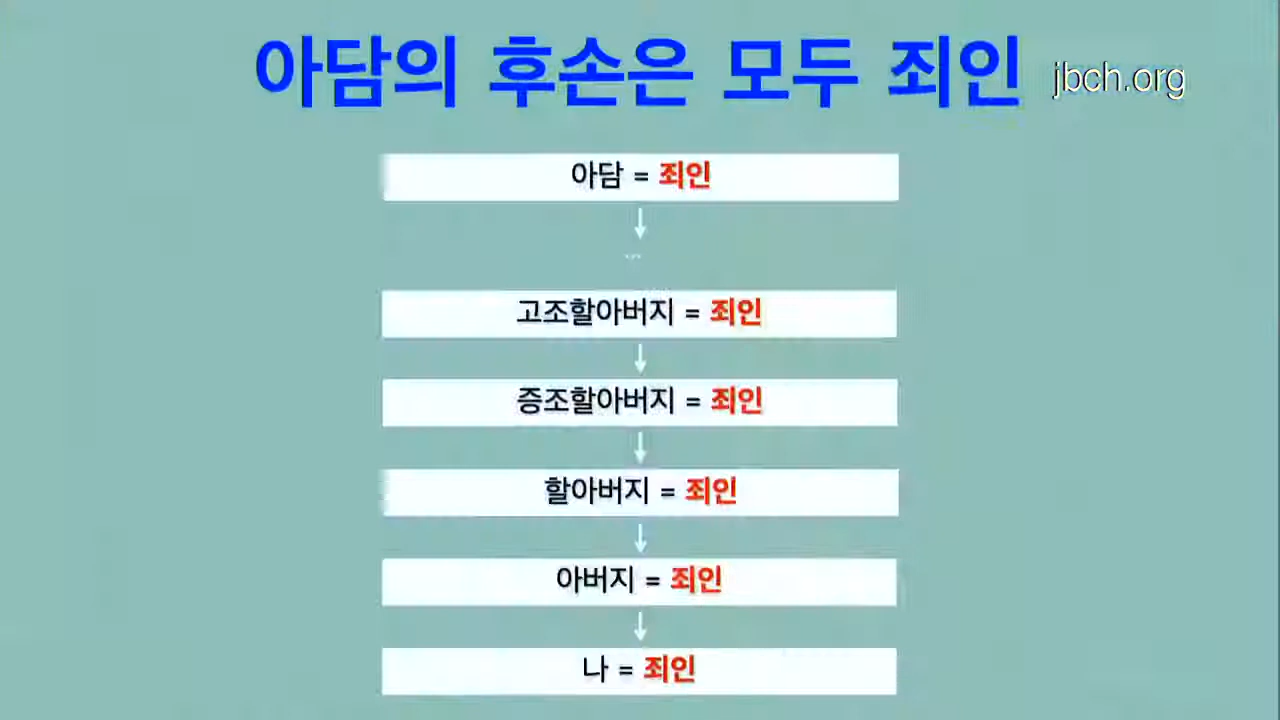 아담의 후손은 모두 죄인 jbch.org
아담 = 죄인
↓
...
고조할아버지 = 죄인
↓
증조할아버지 = 죄인
↓
할아버지 = 죄인
↓
아버지 = 죄인
↓
나 = 죄인